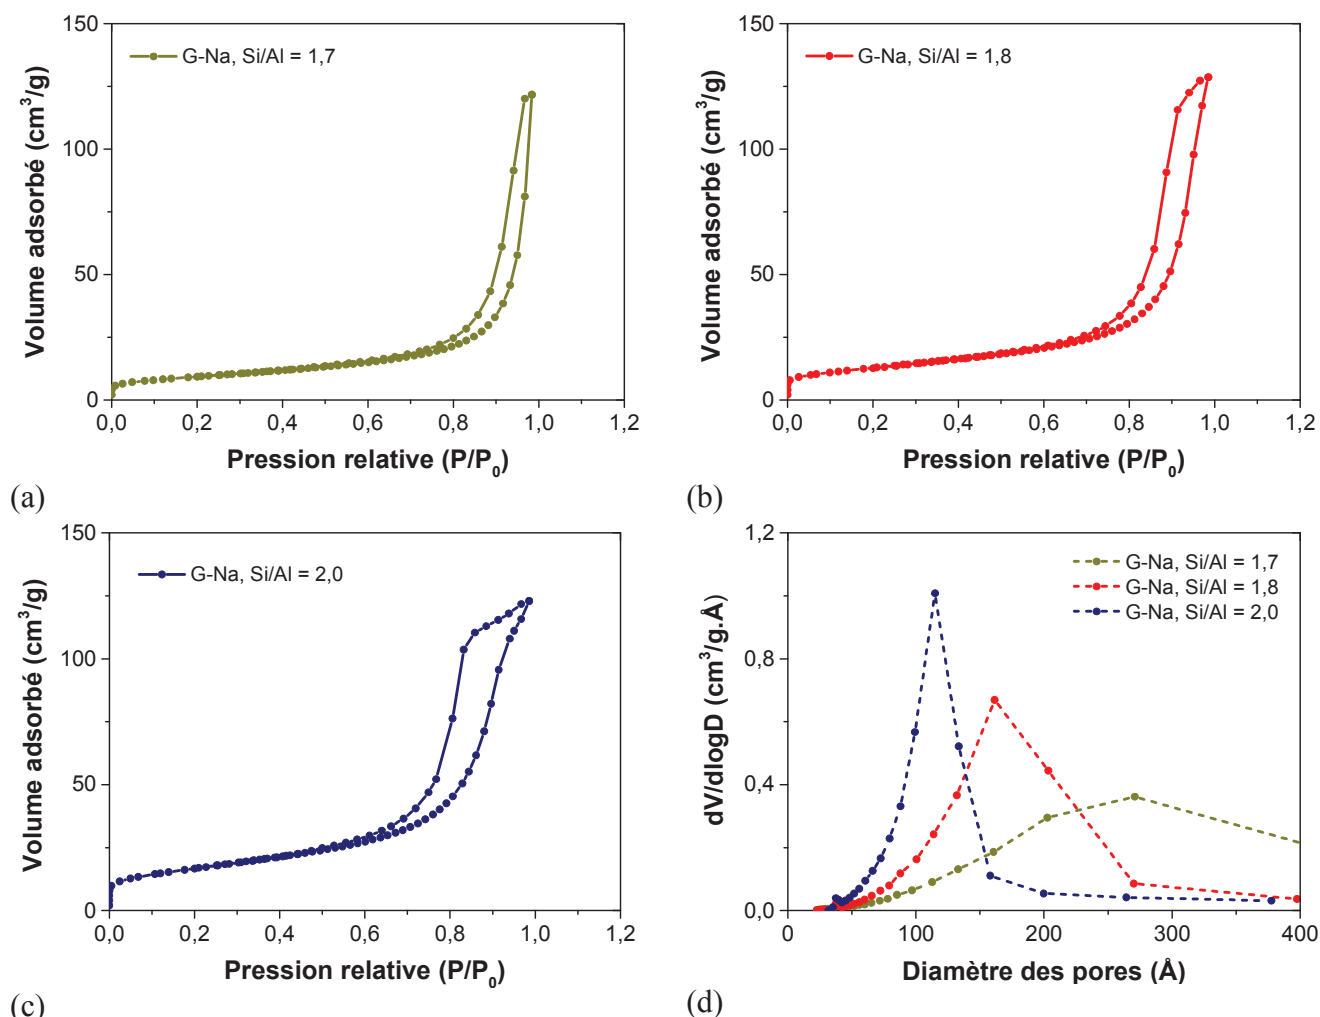 150
100
50
0
Volume adsorbé (cm³/g)
G-Na, Si/Al = 1,7
0,0 0,2 0,4 0,6 0,8 1,0 1,2
Pression relative (P/P₀)
(a)
150
100
50
0
Volume adsorbé (cm³/g)
G-Na, Si/Al = 1,8
0,0 0,2 0,4 0,6 0,8 1,0 1,2
Pression relative (P/P₀)
(b)
150
100
50
0
Volume adsorbé (cm³/g)
G-Na, Si/Al = 2,0
0,0 0,2 0,4 0,6 0,8 1,0 1,2
Pression relative (P/P₀)
(c)
1,2
0,8
0,4
0,0
dV/dlogD (cm³/g.Å)
G-Na, Si/Al = 1,7
G-Na, Si/Al = 1,8
G-Na, Si/Al = 2,0
0 100 200 300 400
Diamètre des pores (Å)
(d)